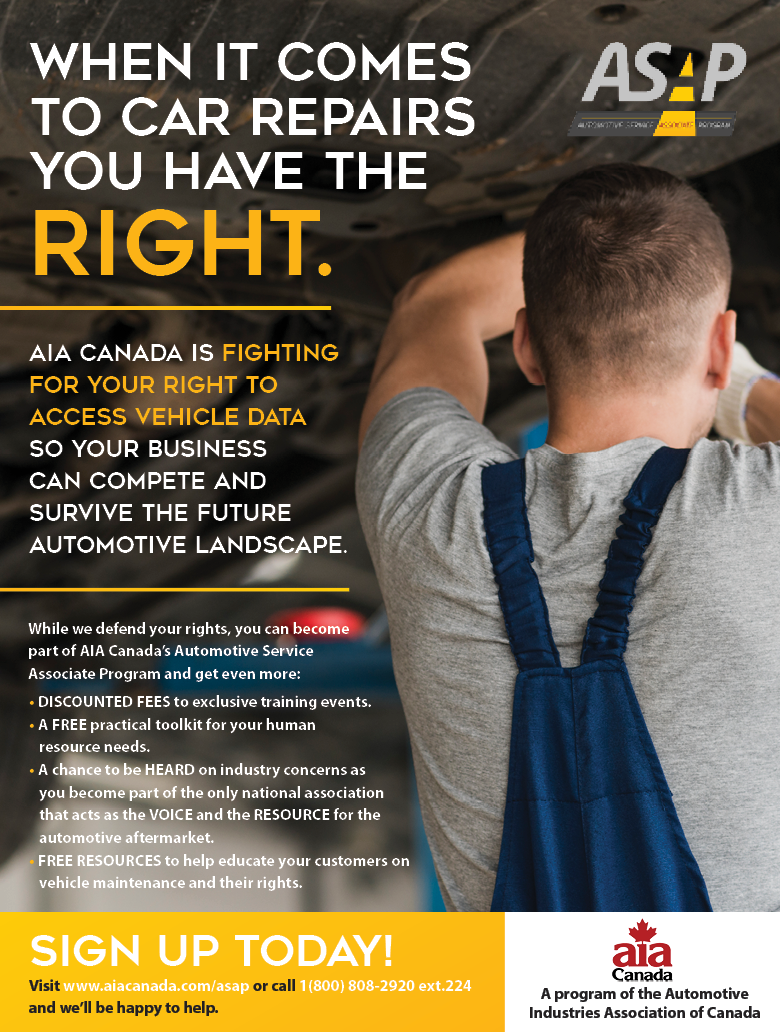 WHEN IT COMES
TO CAR REPAIRS
YOU HAVE THE
RIGHT.
ASAP
AUTOMOTIVE SERVICE ASSOCIATE PROGRAM
AIA CANADA IS FIGHTING
FOR YOUR RIGHT TO
ACCESS VEHICLE DATA
SO YOUR BUSINESS
CAN COMPETE AND
SURVIVE THE FUTURE
AUTOMOTIVE LANDSCAPE.
While we defend your rights, you can become
part of AIA Canada's Automotive Service
Associate Program and get even more:
• DISCOUNTED FEES to exclusive training events.
• A FREE practical toolkit for your human
resource needs.
• A chance to be HEARD on industry concerns as
you become part of the only national association
that acts as the VOICE and the RESOURCE for the
automotive aftermarket.
• FREE RESOURCES to help educate your customers on
vehicle maintenance and their rights.
SIGN UP TODAY!
Visit www.aiacanada.com/asap or call 1(800) 808-2920 ext.224
and we'll be happy to help.
aia
Canada
A program of the Automotive
Industries Association of Canada